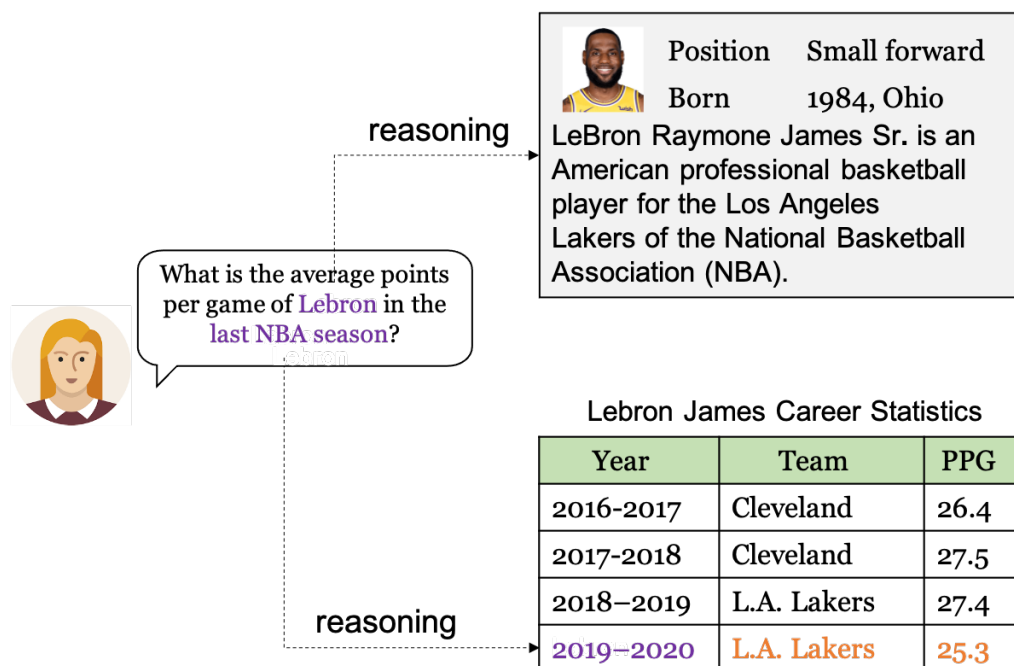 Position Small forward
Born 1984, Ohio
LeBron Raymone James Sr. is an
American professional basketball
player for the Los Angeles
Lakers of the National Basketball
Association (NBA).
reasoning
What is the average points
per game of Lebron in the
last NBA season?
Lebron
reasoning
Lebron James Career Statistics
Year Team PPG
2016-2017 Cleveland 26.4
2017-2018 Cleveland 27.5
2018–2019 L.A. Lakers 27.4
2019–2020 L.A. Lakers 25.3